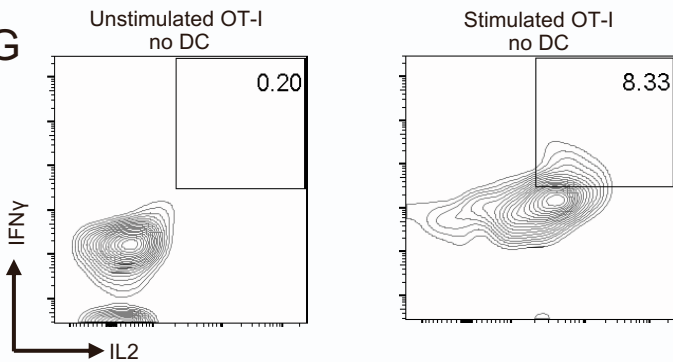 G
Unstimulated OT-I
no DC
0.20
Stimulated OT-I
no DC
8.33
IFNγ
IL2